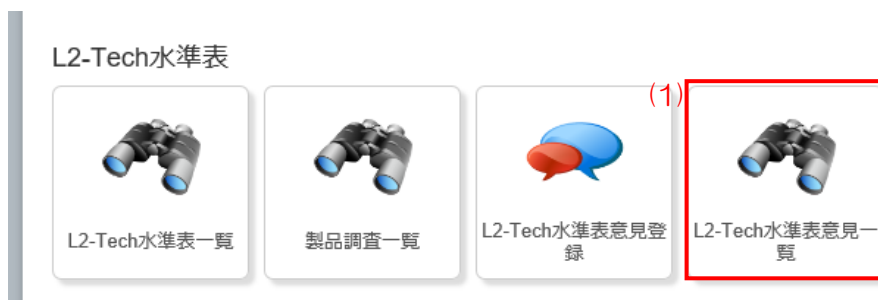 L2-Tech水準表
(1)
L2-Tech水準表一覧
製品調査一覧
L2-Tech水準表意見登
録
L2-Tech水準表意見一
覧